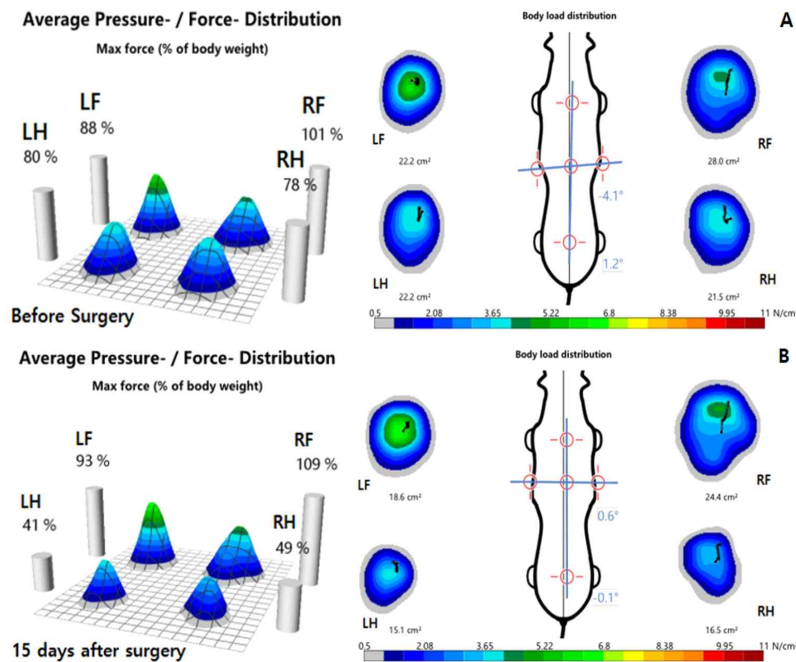 Average Pressure- / Force- Distribution
Max force (% of body weight)
LF
88 %
RF
101 %
LH
80 %
RH
78 %
Before Surgery
Body load distribution
A
LF
22.2 cm²
RF
28.0 cm²
-4.1°
LH
22.2 cm²
1.2°
RH
21.5 cm²
0.5 2.08 3.65 5.22 6.8 8.38 9.95 11 N/cm
Average Pressure- / Force- Distribution
Max force (% of body weight)
LF
93 %
RF
109 %
LH
41 %
RH
49 %
15 days after surgery
Body load distribution
B
LF
18.6 cm²
RF
24.4 cm²
0.6°
LH
15.1 cm²
-0.1°
RH
16.5 cm²
0.5 2.08 3.65 5.22 6.8 8.38 9.95 11 N/cm²